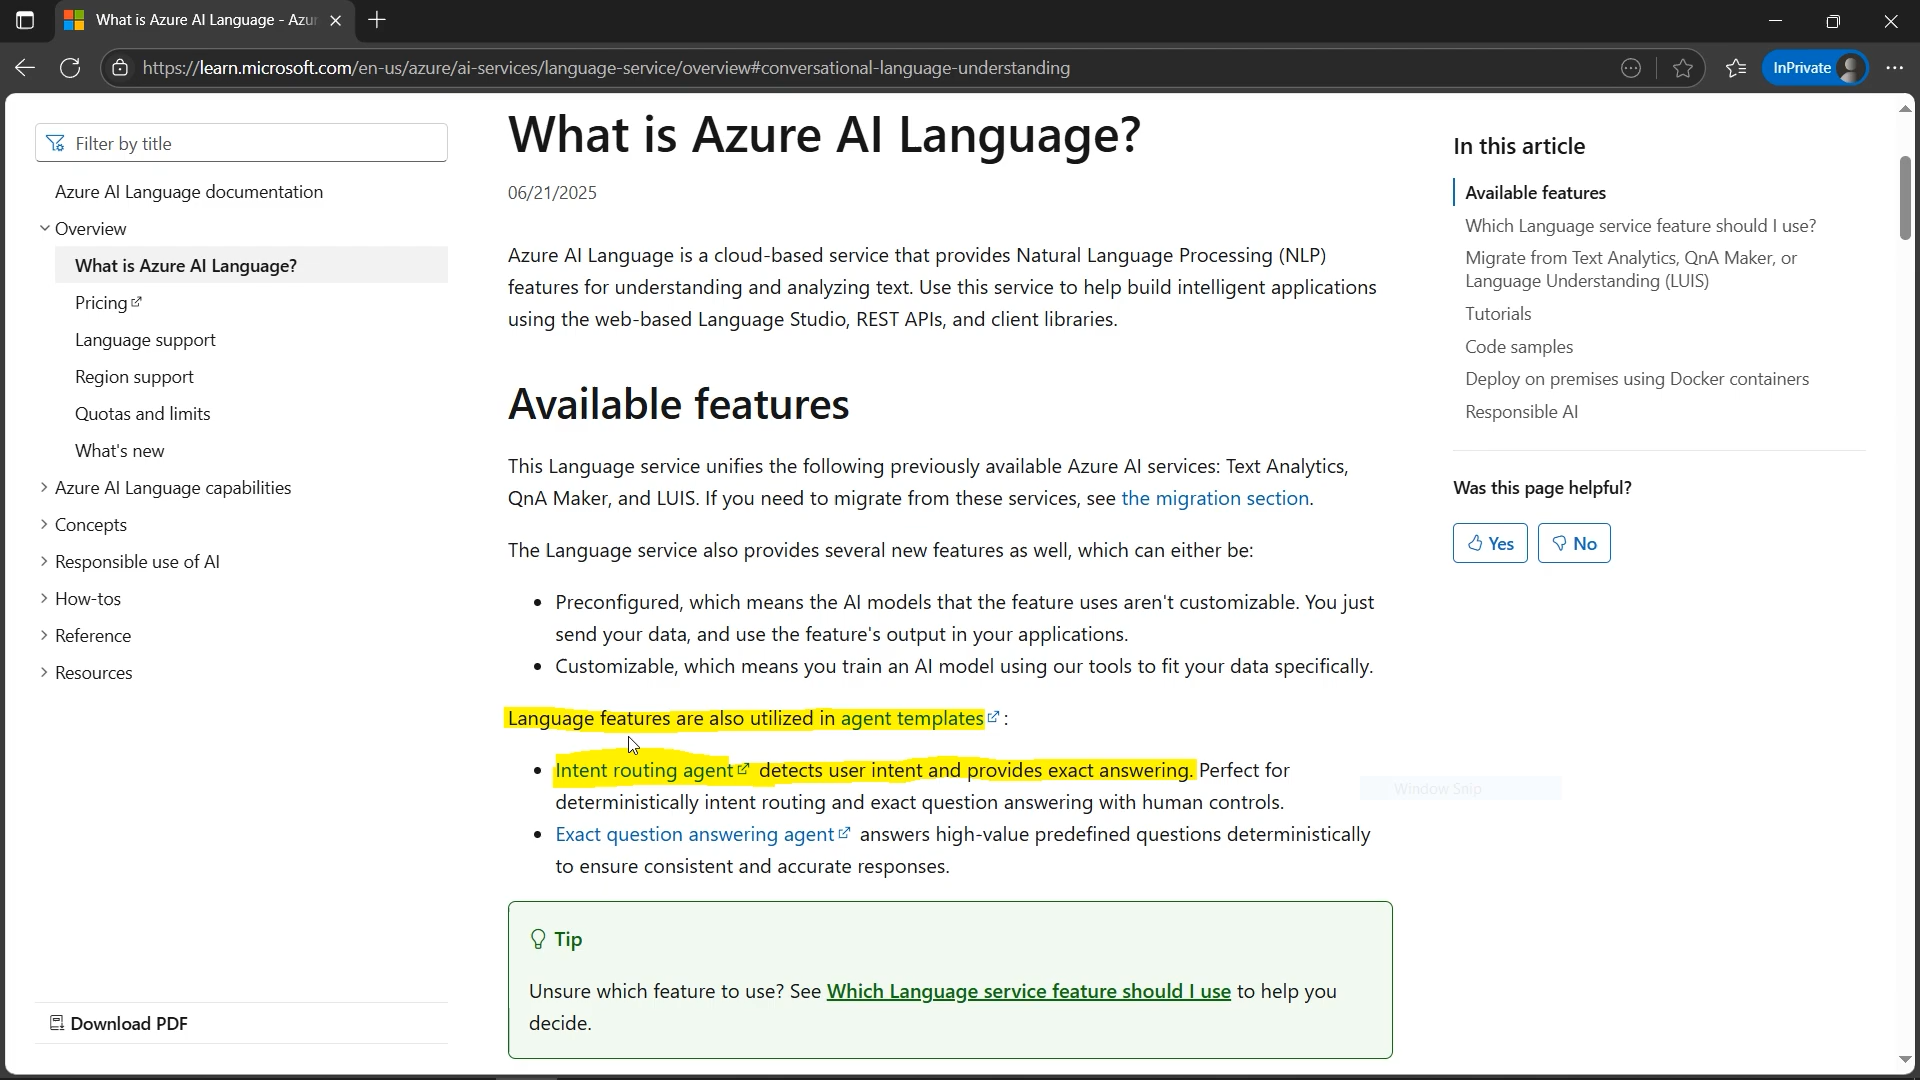 What is Azure AI Language - Azur
https://learn.microsoft.com/en-us/azure/ai-services/language-service/overview#conversational-language-understanding
InPrivate
Filter by title
Azure AI Language documentation
Overview
What is Azure AI Language?
Pricing
Language support
Region support
Quotas and limits
What's new
Azure AI Language capabilities
Concepts
Responsible use of AI
How-tos
Reference
Resources
Download PDF
What is Azure AI Language?
06/21/2025
Azure AI Language is a cloud-based service that provides Natural Language Processing (NLP)
features for understanding and analyzing text. Use this service to help build intelligent applications
using the web-based Language Studio, REST APIs, and client libraries.
Available features
This Language service unifies the following previously available Azure AI services: Text Analytics,
QnA Maker, and LUIS. If you need to migrate from these services, see the migration section.
The Language service also provides several new features as well, which can either be:
• Preconfigured, which means the AI models that the feature uses aren't customizable. You just
send your data, and use the feature's output in your applications.
• Customizable, which means you train an AI model using our tools to fit your data specifically.
Language features are also utilized in agent templates :
• Intent routing agent detects user intent and provides exact answering. Perfect for
deterministically intent routing and exact question answering with human controls.
• Exact question answering agent answers high-value predefined questions deterministically
to ensure consistent and accurate responses.
Tip
Unsure which feature to use? See Which Language service feature should I use to help you
decide.
In this article
Available features
Which Language service feature should I use?
Migrate from Text Analytics, QnA Maker, or
Language Understanding (LUIS)
Tutorials
Code samples
Deploy on premises using Docker containers
Responsible AI
Was this page helpful?
Yes
No
Window Snip